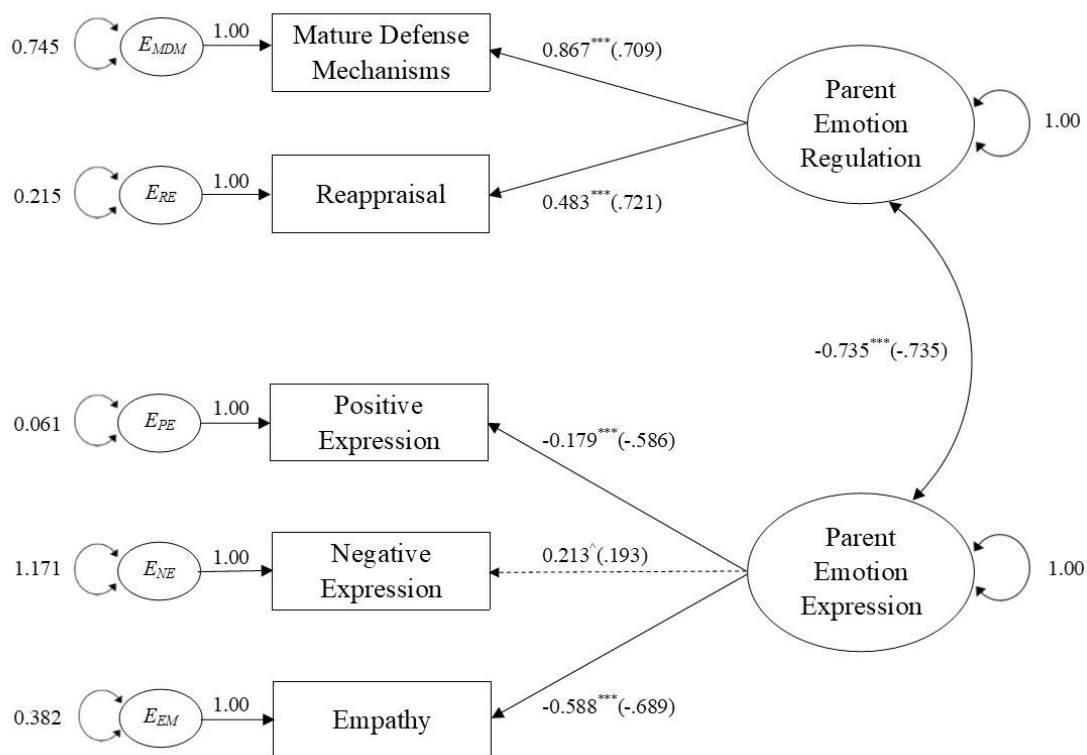 0.745
E_MDM
1.00
Mature Defense
Mechanisms
0.867***(.709)
Parent
Emotion
Regulation
1.00
0.215
E_RE
1.00
Reappraisal
0.483***(.721)
-0.735***(-.735)
0.061
E_PE
1.00
Positive
Expression
-0.179***(-.586)
1.171
E_NE
1.00
Negative
Expression
0.213^(.193)
Parent
Emotion
Expression
1.00
0.382
E_EM
1.00
Empathy
-0.588***(-.689)